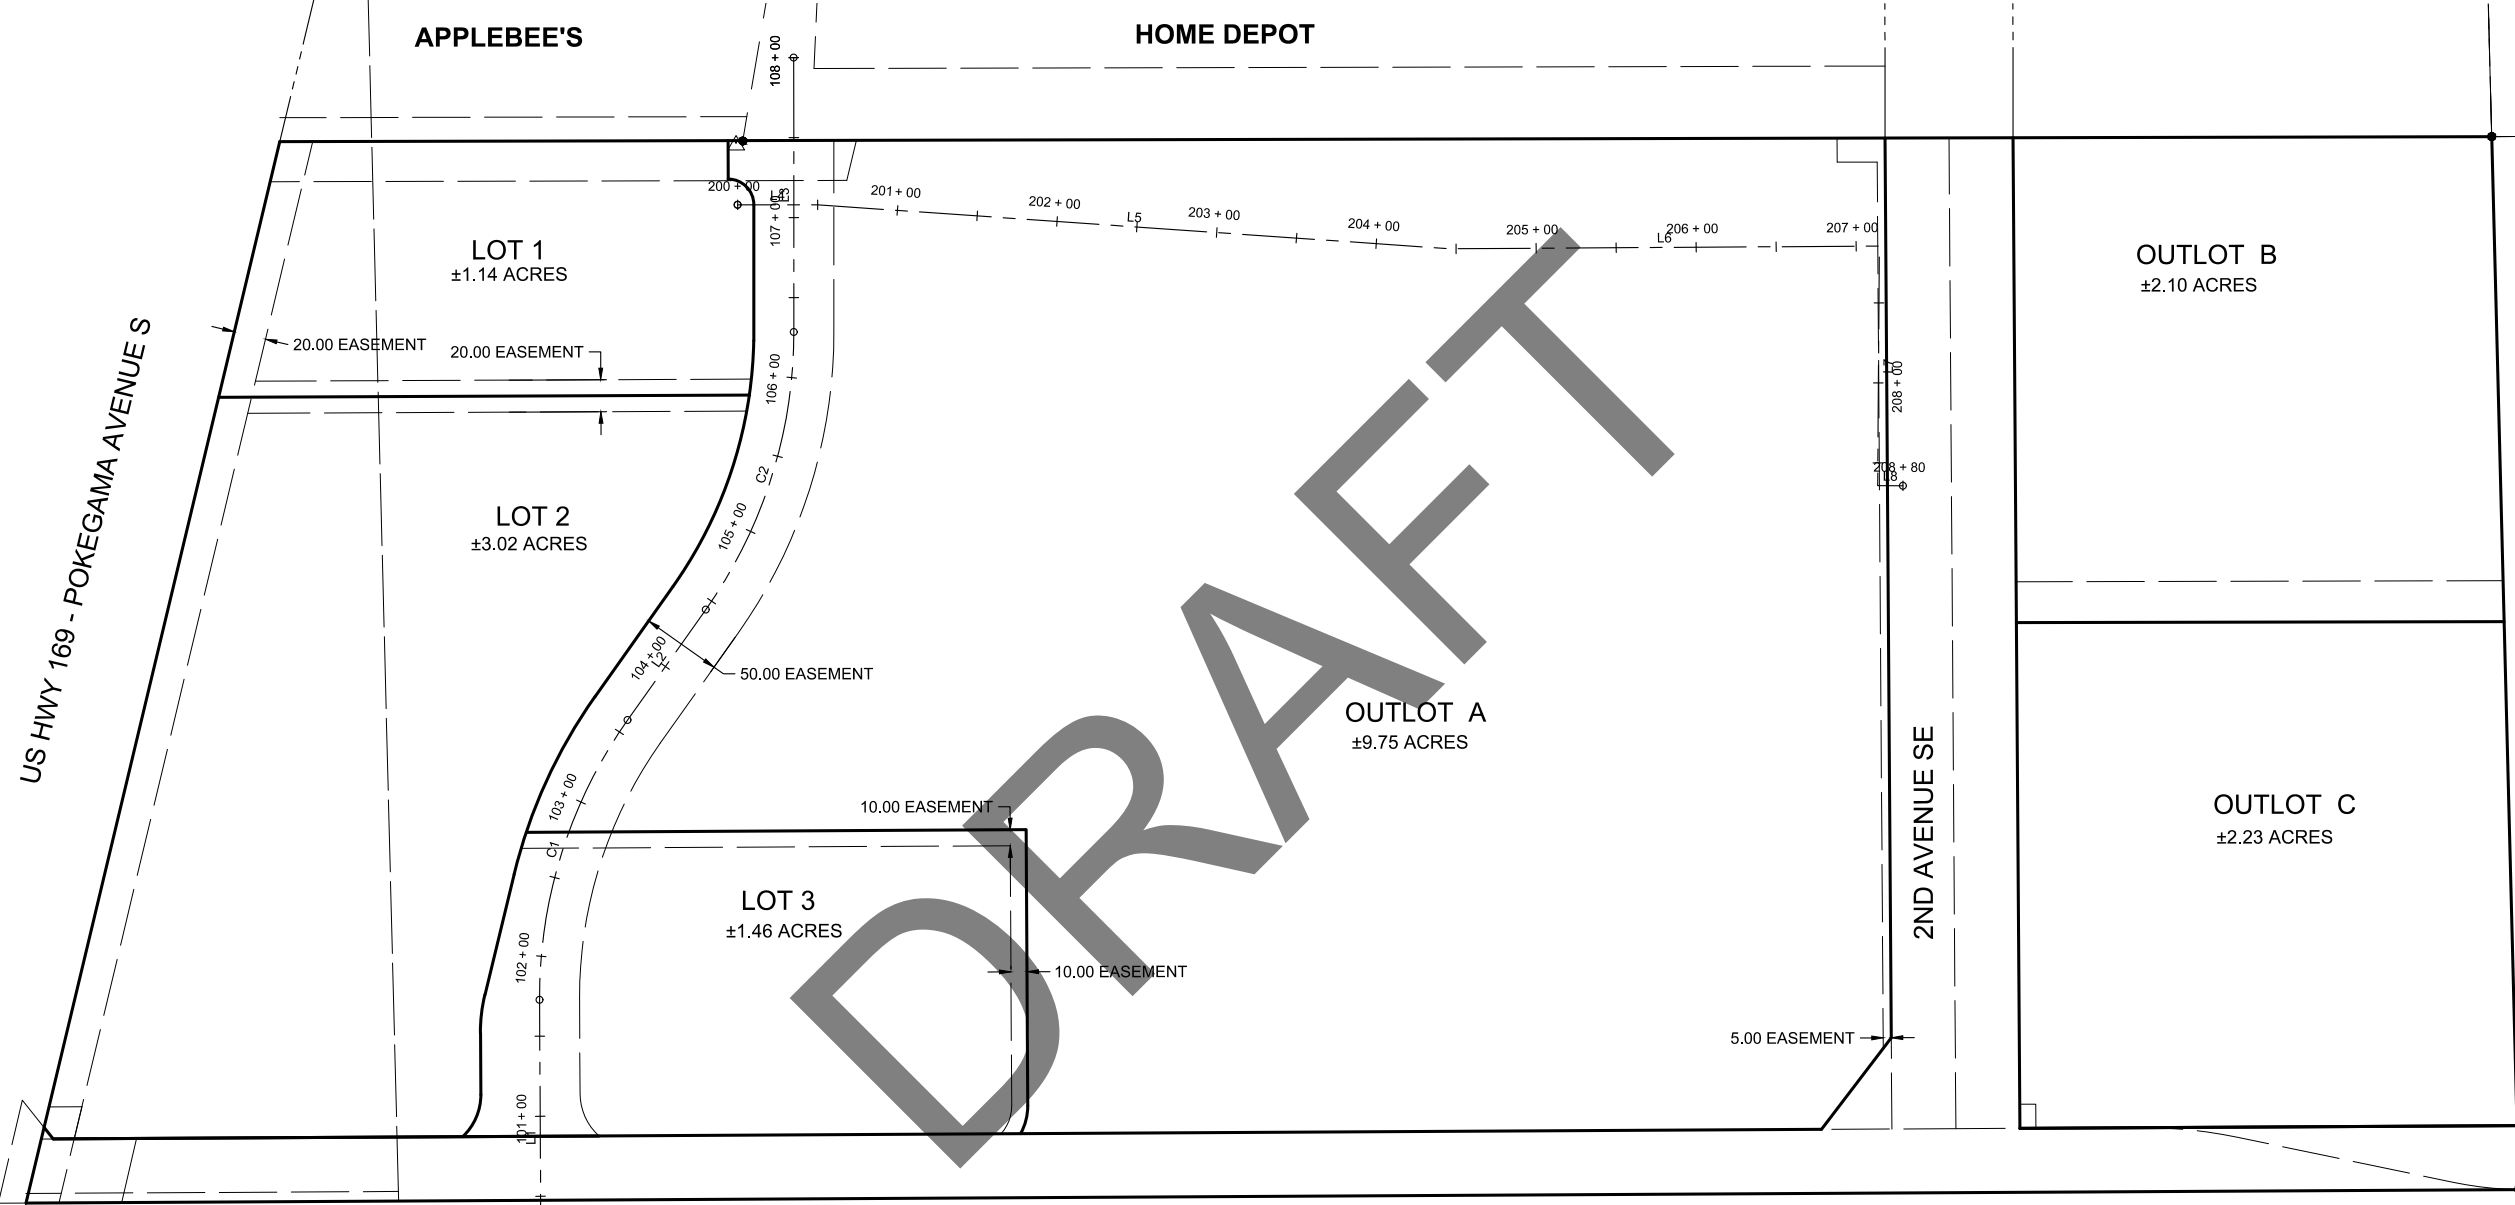 APPLEBEE'S
HOME DEPOT
108 + 00
200 + 00
L4
L3
107 + 00
201 + 00
202 + 00
L5
203 + 00
204 + 00
205 + 00
L6
206 + 00
207 + 00
LOT 1
±1.14 ACRES
OUTLOT B
±2.10 ACRES
20.00 EASEMENT
20.00 EASEMENT
106 + 00
L7
208 + 00
US HWY 169 - POKEGAMA AVENUE S
C2
208 + 80
L8
LOT 2
±3.02 ACRES
105 + 00
104 + 00
L2
50.00 EASEMENT
OUTLOT A
±9.75 ACRES
2ND AVENUE SE
103 + 00
10.00 EASEMENT
OUTLOT C
±2.23 ACRES
C1
LOT 3
±1.46 ACRES
102 + 00
10.00 EASEMENT
5.00 EASEMENT
101 + 00
L1
DRAFT